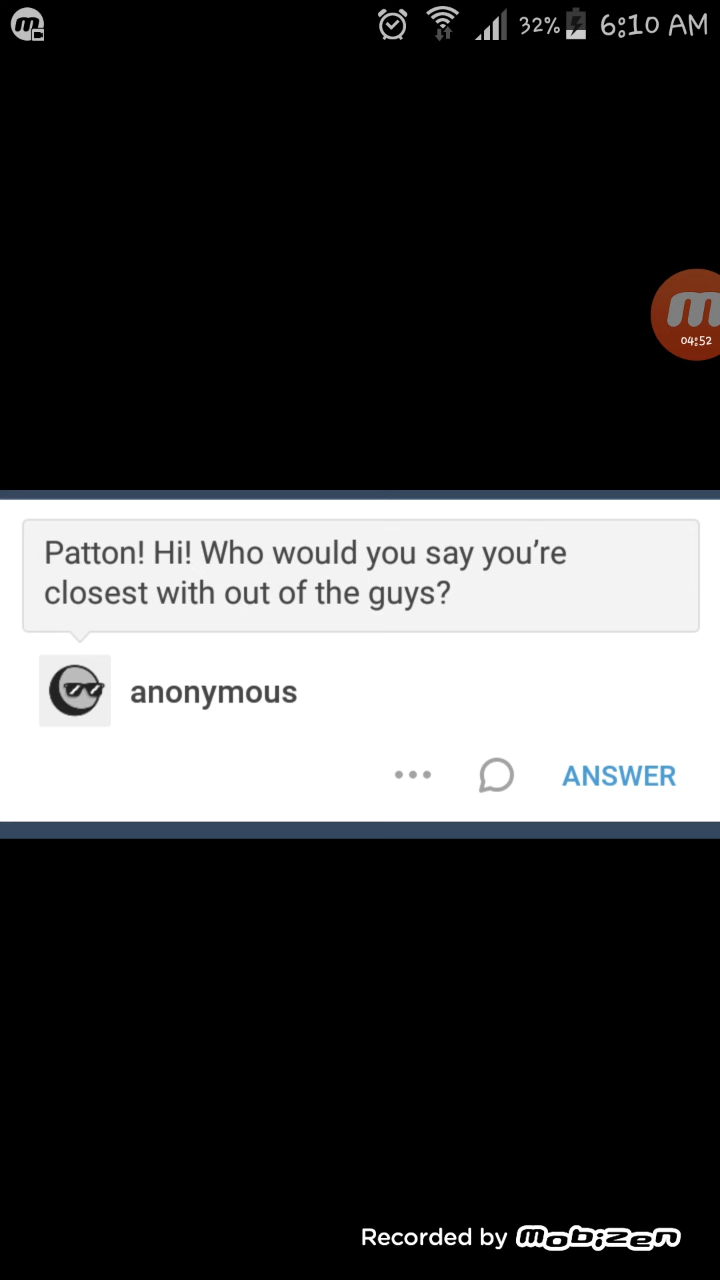 m 32% 6:10 AM
m
04:52
Patton! Hi! Who would you say you’re
closest with out of the guys?
anonymous
ANSWER
Recorded by mobizen